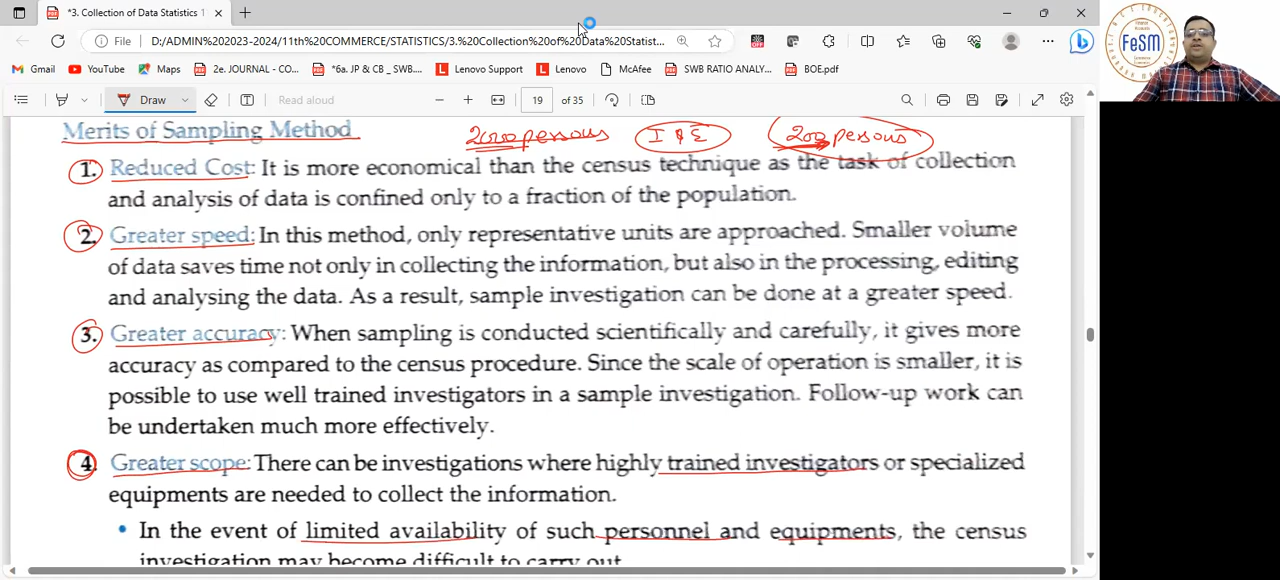 *3. Collection of Data Statistics 1
File
D:/ADMIN%202023-2024/11th%20COMMERCE/STATISTICS/3.%20Collection%20of%20Data%20Statist...
Gmail YouTube Maps 2e. JOURNAL - CO... *6a. JP & CB _ SWB... Lenovo Support Lenovo McAfee SWB RATIO ANALY... BOE.pdf
Draw Read aloud 19 of 35
FeSM
Merits of Sampling Method persons I & E 200 persons
1. Reduced Cost: It is more economical than the census technique as the task of collection
and analysis of data is confined only to a fraction of the population.
2. Greater speed: In this method, only representative units are approached. Smaller volume
of data saves time not only in collecting the information, but also in the processing, editing
and analysing the data. As a result, sample investigation can be done at a greater speed.
3. Greater accuracy: When sampling is conducted scientifically and carefully, it gives more
accuracy as compared to the census procedure. Since the scale of operation is smaller, it is
possible to use well trained investigators in a sample investigation. Follow-up work can
be undertaken much more effectively.
4. Greater scope: There can be investigations where highly trained investigators or specialized
equipments are needed to collect the information.
• In the event of limited availability of such personnel and equipments, the census
investigation may become difficult to carry out.